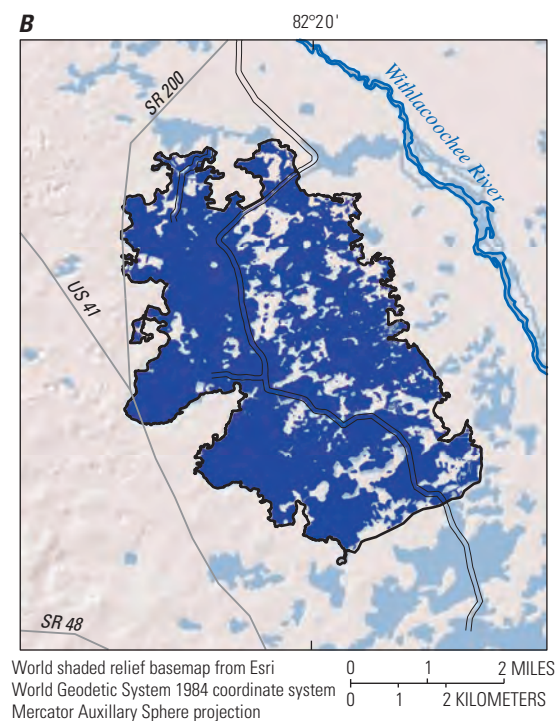 B
82°20'
SR 200
Withlacoochee River
US 41
SR 48
World shaded relief basemap from Esri
World Geodetic System 1984 coordinate system
Mercator Auxillary Sphere projection
0 1 2 MILES
0 1 2 KILOMETERS